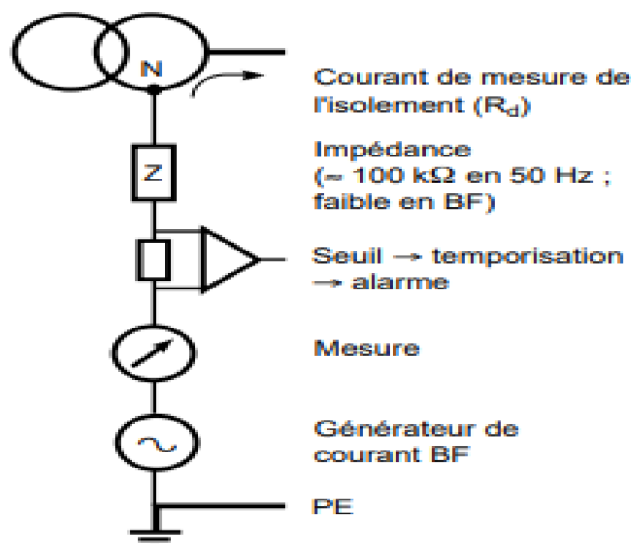 N
Courant de mesure de
l'isolement (Rd)
Z
Impédance
(≈ 100 kΩ en 50 Hz ;
faible en BF)
Seuil → temporisation
→ alarme
Mesure
Générateur de
courant BF
PE